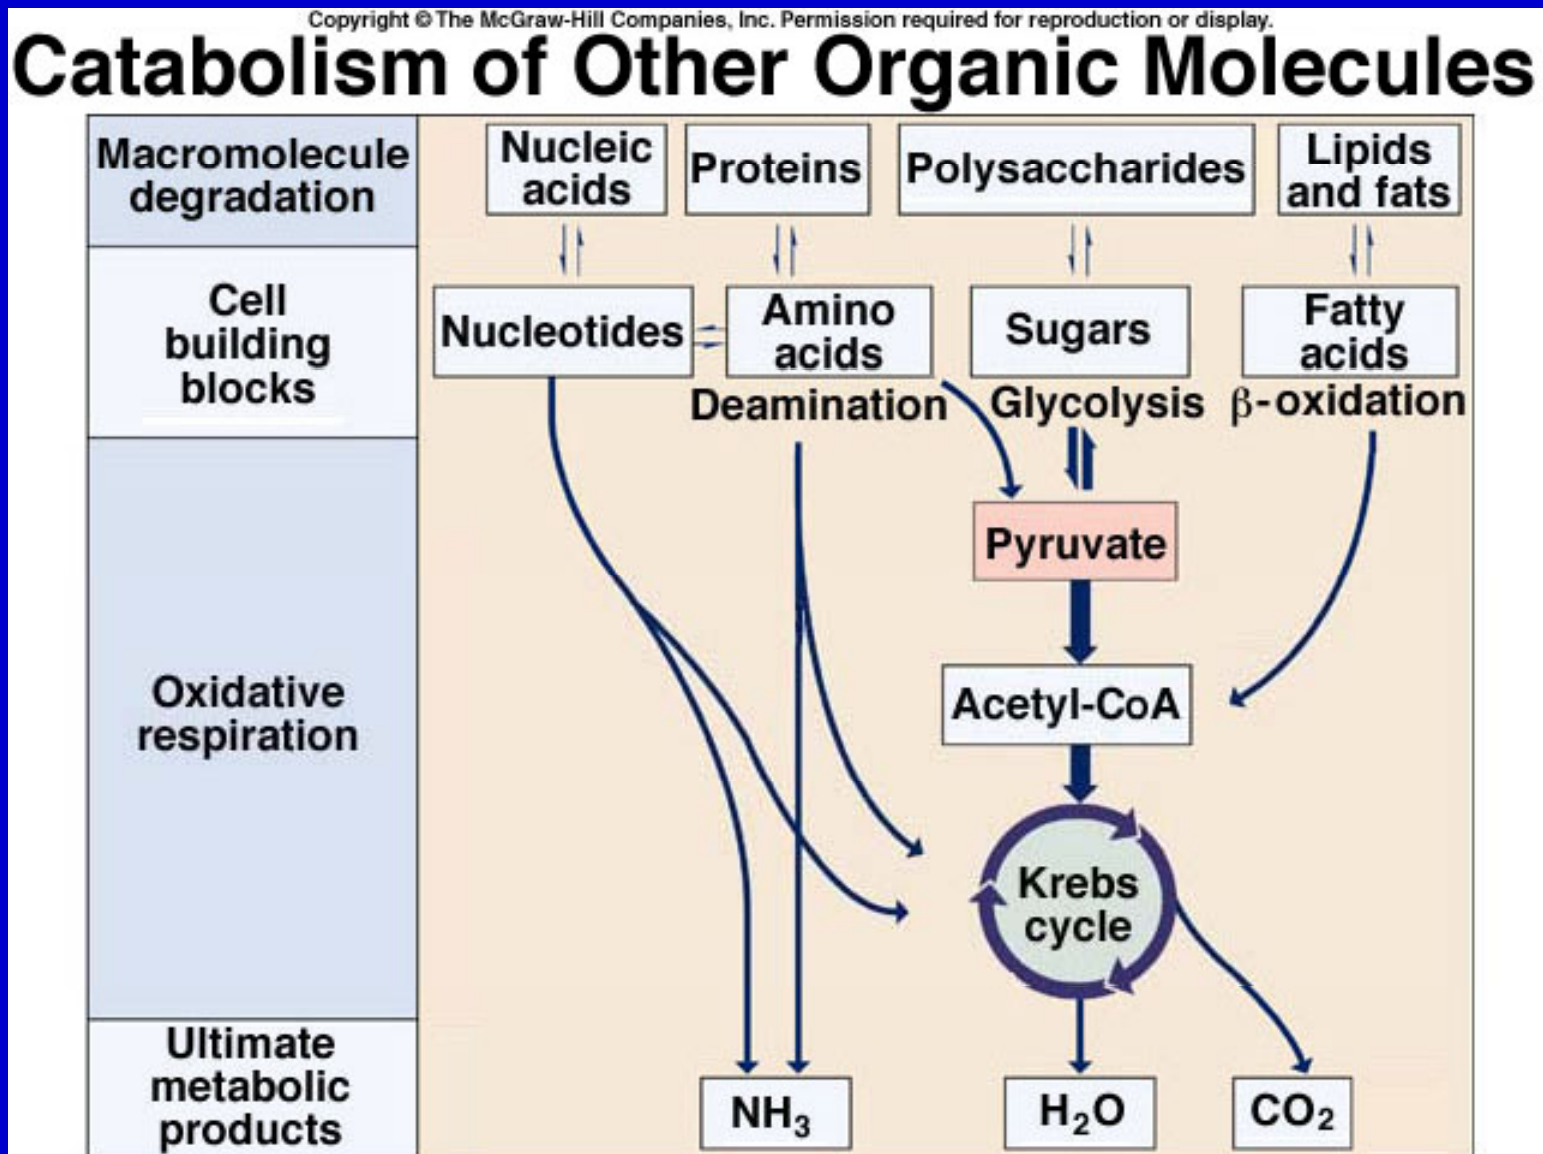 Copyright © The McGraw-Hill Companies, Inc. Permission required for reproduction or display.
Catabolism of Other Organic Molecules
Macromolecule
degradation
Nucleic
acids
Proteins
Polysaccharides
Lipids
and fats
Cell
building
blocks
Nucleotides
Amino
acids
Sugars
Fatty
acids
Deamination
Glycolysis
β-oxidation
Oxidative
respiration
Pyruvate
Acetyl-CoA
Krebs
cycle
Ultimate
metabolic
products
NH₃
H₂O
CO₂